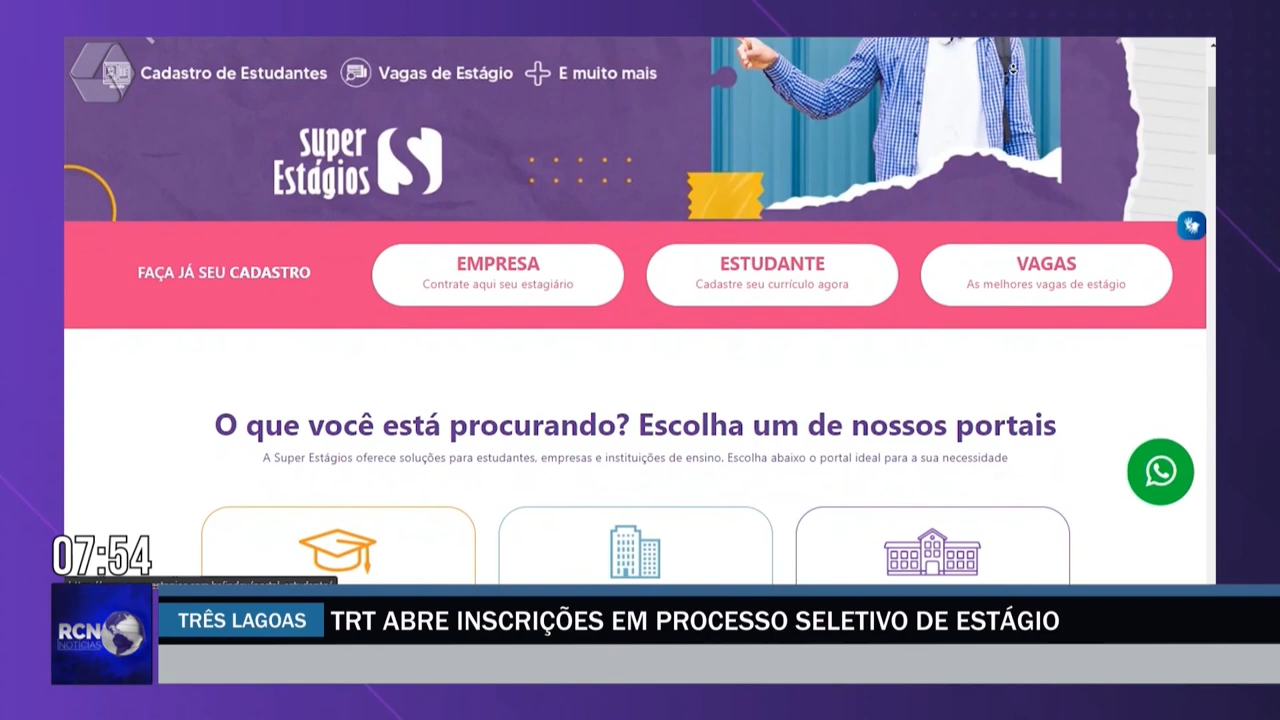 Cadastro de Estudantes
Vagas de Estágio
E muito mais
super
Estágios
FAÇA JÁ SEU CADASTRO
EMPRESA
Contrate aqui seu estagiário
ESTUDANTE
Cadastre seu currículo agora
VAGAS
As melhores vagas de estágio
O que você está procurando? Escolha um de nossos portais
A Super Estágios oferece soluções para estudantes, empresas e instituições de ensino. Escolha abaixo o portal ideal para a sua necessidade
07:54
RCN
NOTÍCIAS
TRÊS LAGOAS
TRT ABRE INSCRIÇÕES EM PROCESSO SELETIVO DE ESTÁGIO